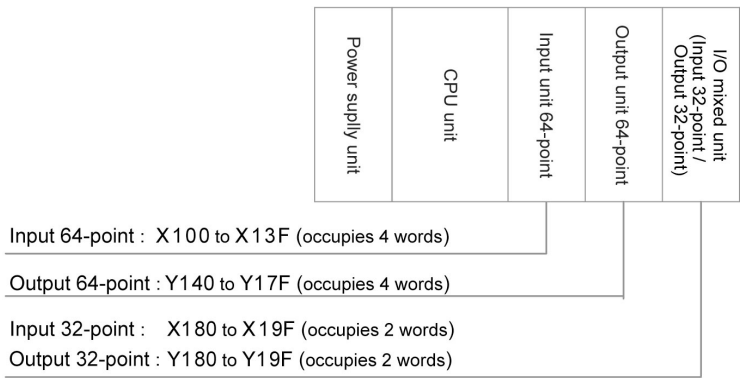 Power suplly unit
CPU unit
Input unit 64-point
Output unit 64-point
I/O mixed unit
(Input 32-point /
Output 32-point)
Input 64-point : X100 to X13F (occupies 4 words)
Output 64-point : Y140 to Y17F (occupies 4 words)
Input 32-point : X180 to X19F (occupies 2 words)
Output 32-point : Y180 to Y19F (occupies 2 words)